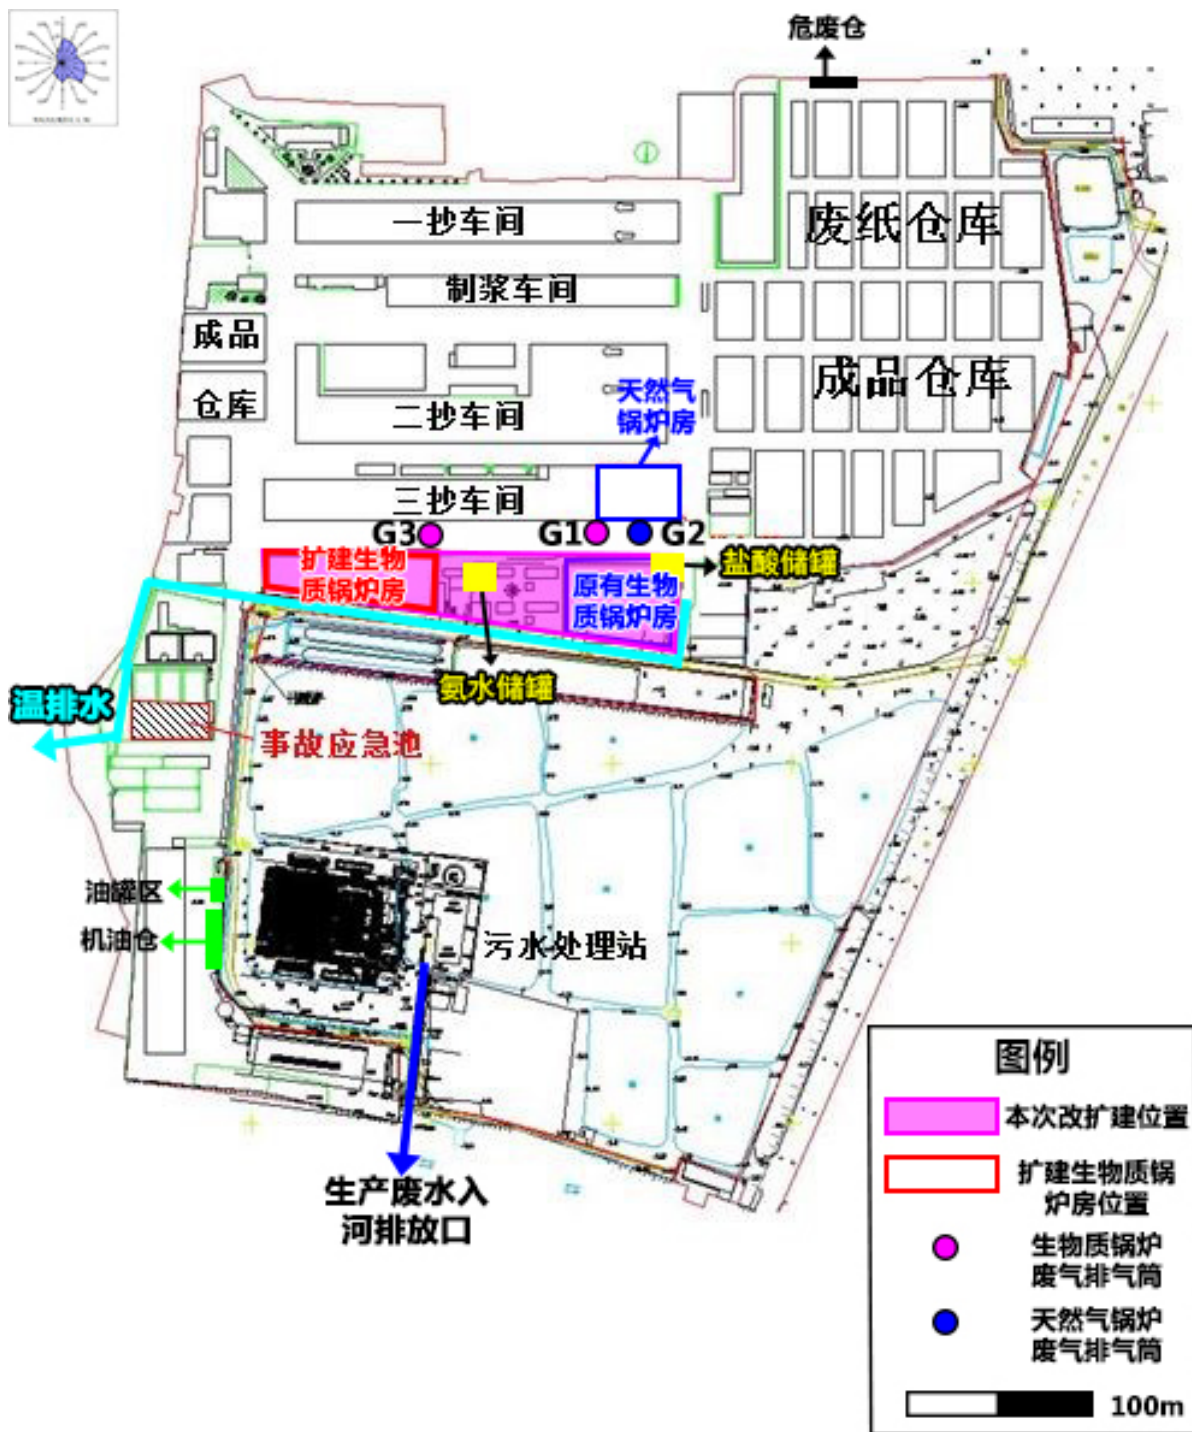 危废仓
一抄车间
废纸仓库
制浆车间
成品
仓库
成品仓库
二抄车间
天然气
锅炉房
三抄车间
G3
G1
G2
扩建生物
质锅炉房
原有生物
质锅炉房
盐酸储罐
氨水储罐
温排水
事故应急池
油罐区
机油仓
污水处理站
生产废水入
河排放口
图例
本次改扩建位置
扩建生物质锅
炉房位置
生物质锅炉
废气排气筒
天然气锅炉
废气排气筒
100m